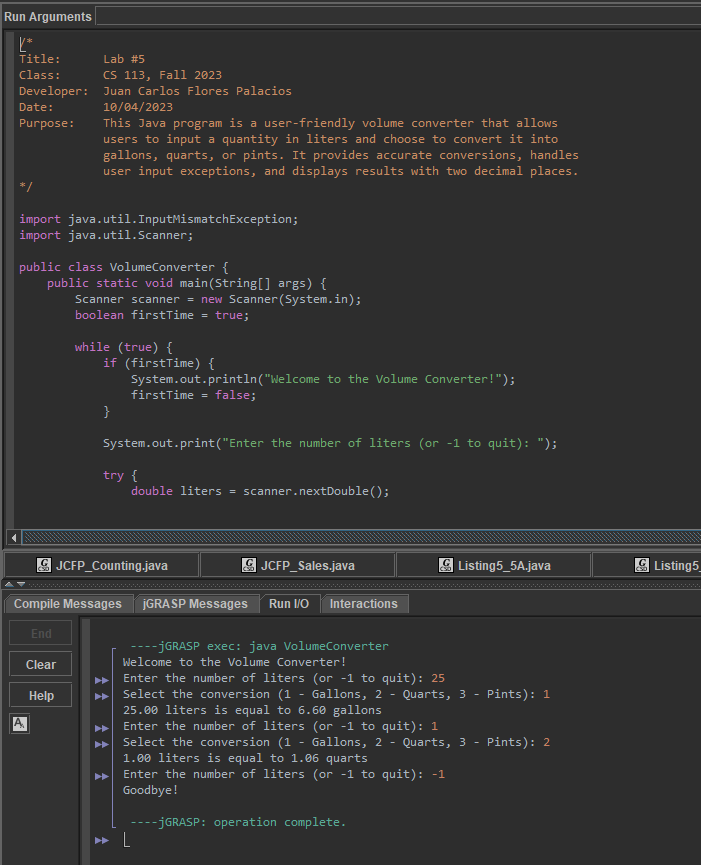 Run Arguments
/*
Title:      Lab #5
Class:      CS 113, Fall 2023
Developer:  Juan Carlos Flores Palacios
Date:       10/04/2023
Purpose:    This Java program is a user-friendly volume converter that allows
            users to input a quantity in liters and choose to convert it into
            gallons, quarts, or pints. It provides accurate conversions, handles
            user input exceptions, and displays results with two decimal places.
*/
import java.util.InputMismatchException;
import java.util.Scanner;
public class VolumeConverter {
    public static void main(String[] args) {
        Scanner scanner = new Scanner(System.in);
        boolean firstTime = true;
        while (true) {
            if (firstTime) {
                System.out.println("Welcome to the Volume Converter!");
                firstTime = false;
            }
            System.out.print("Enter the number of liters (or -1 to quit): ");
            try {
                double liters = scanner.nextDouble();
JCFP_Counting.java JCFP_Sales.java Listing5_5A.java Listing5_
Compile Messages jGRASP Messages Run I/O Interactions
End
Clear
Help
----jGRASP exec: java VolumeConverter
Welcome to the Volume Converter!
Enter the number of liters (or -1 to quit): 25
Select the conversion (1 - Gallons, 2 - Quarts, 3 - Pints): 1
25.00 liters is equal to 6.60 gallons
Enter the number of liters (or -1 to quit): 1
Select the conversion (1 - Gallons, 2 - Quarts, 3 - Pints): 2
1.00 liters is equal to 1.06 quarts
Enter the number of liters (or -1 to quit): -1
Goodbye!
----jGRASP: operation complete.